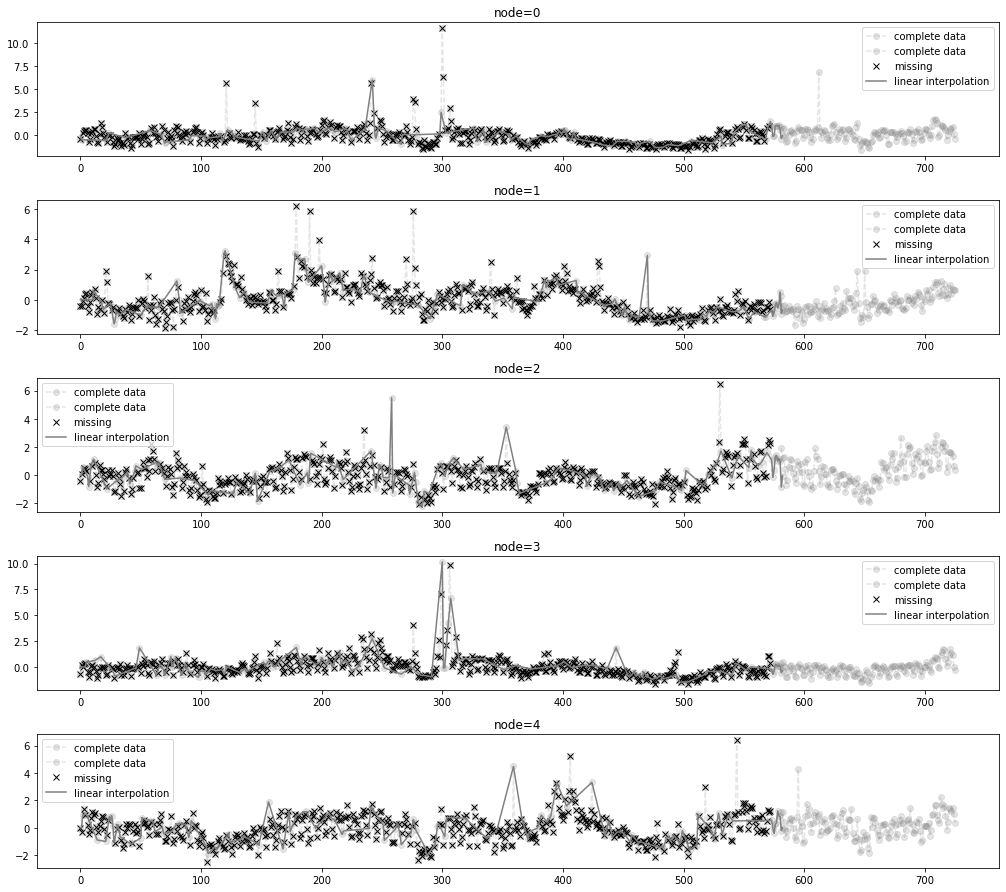 node=0
10.0
7.5
5.0
2.5
0.0
complete data
complete data
missing
linear interpolation
0 100 200 300 400 500 600 700
node=1
6
4
2
0
−2
complete data
complete data
missing
linear interpolation
0 100 200 300 400 500 600 700
node=2
6
4
2
0
−2
complete data
complete data
missing
linear interpolation
0 100 200 300 400 500 600 700
node=3
10.0
7.5
5.0
2.5
0.0
complete data
complete data
missing
linear interpolation
0 100 200 300 400 500 600 700
node=4
6
4
2
0
−2
complete data
complete data
missing
linear interpolation
0 100 200 300 400 500 600 700